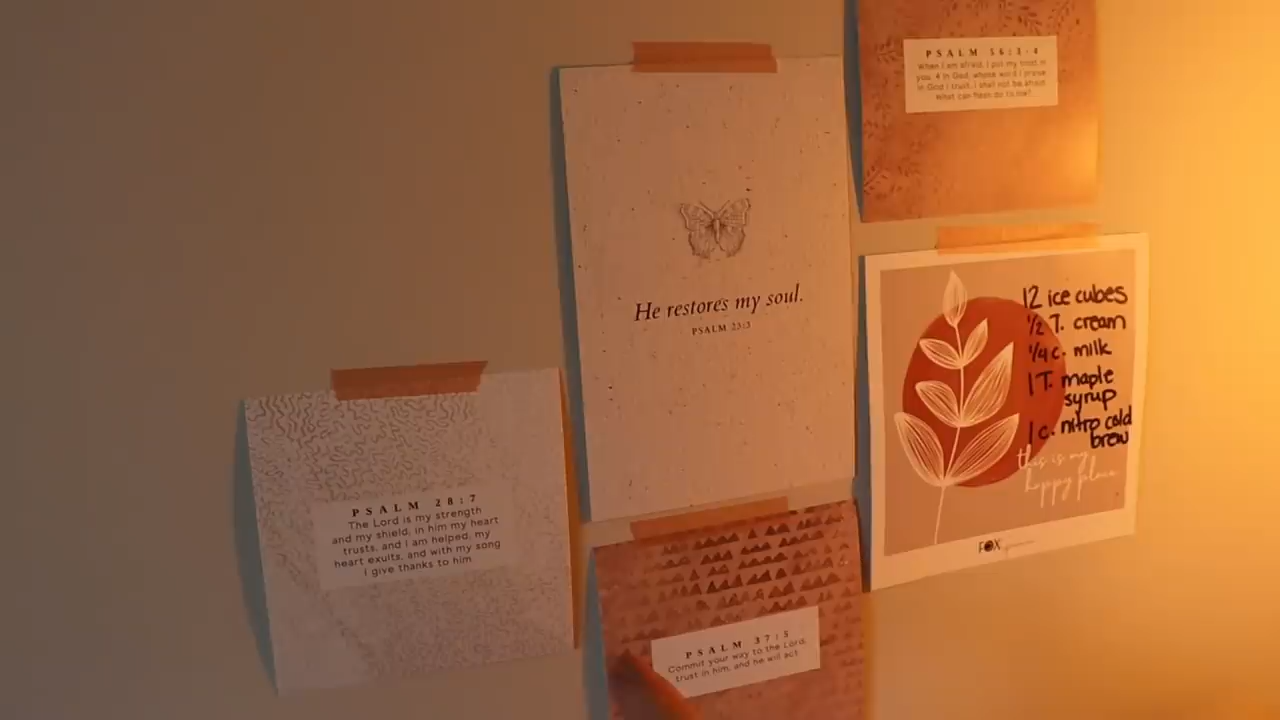 PSALM 56:3-4
When I am afraid, I put my trust in
you. 4 In God, whose word I praise
in God I trust; I shall not be afraid
What can flesh do to me?
He restores my soul.
PSALM 23:3
12 ice cubes
1/2 T. cream
1/4 c. milk
1 T. maple
syrup
1 c. nitro cold
brew
this is my
happy place
FOX
PSALM 28:7
The Lord is my strength
and my shield; in him my heart
trusts, and I am helped; my
heart exults, and with my song
I give thanks to him
PSALM 37:5
Commit your way to the Lord,
trust in him, and he will act